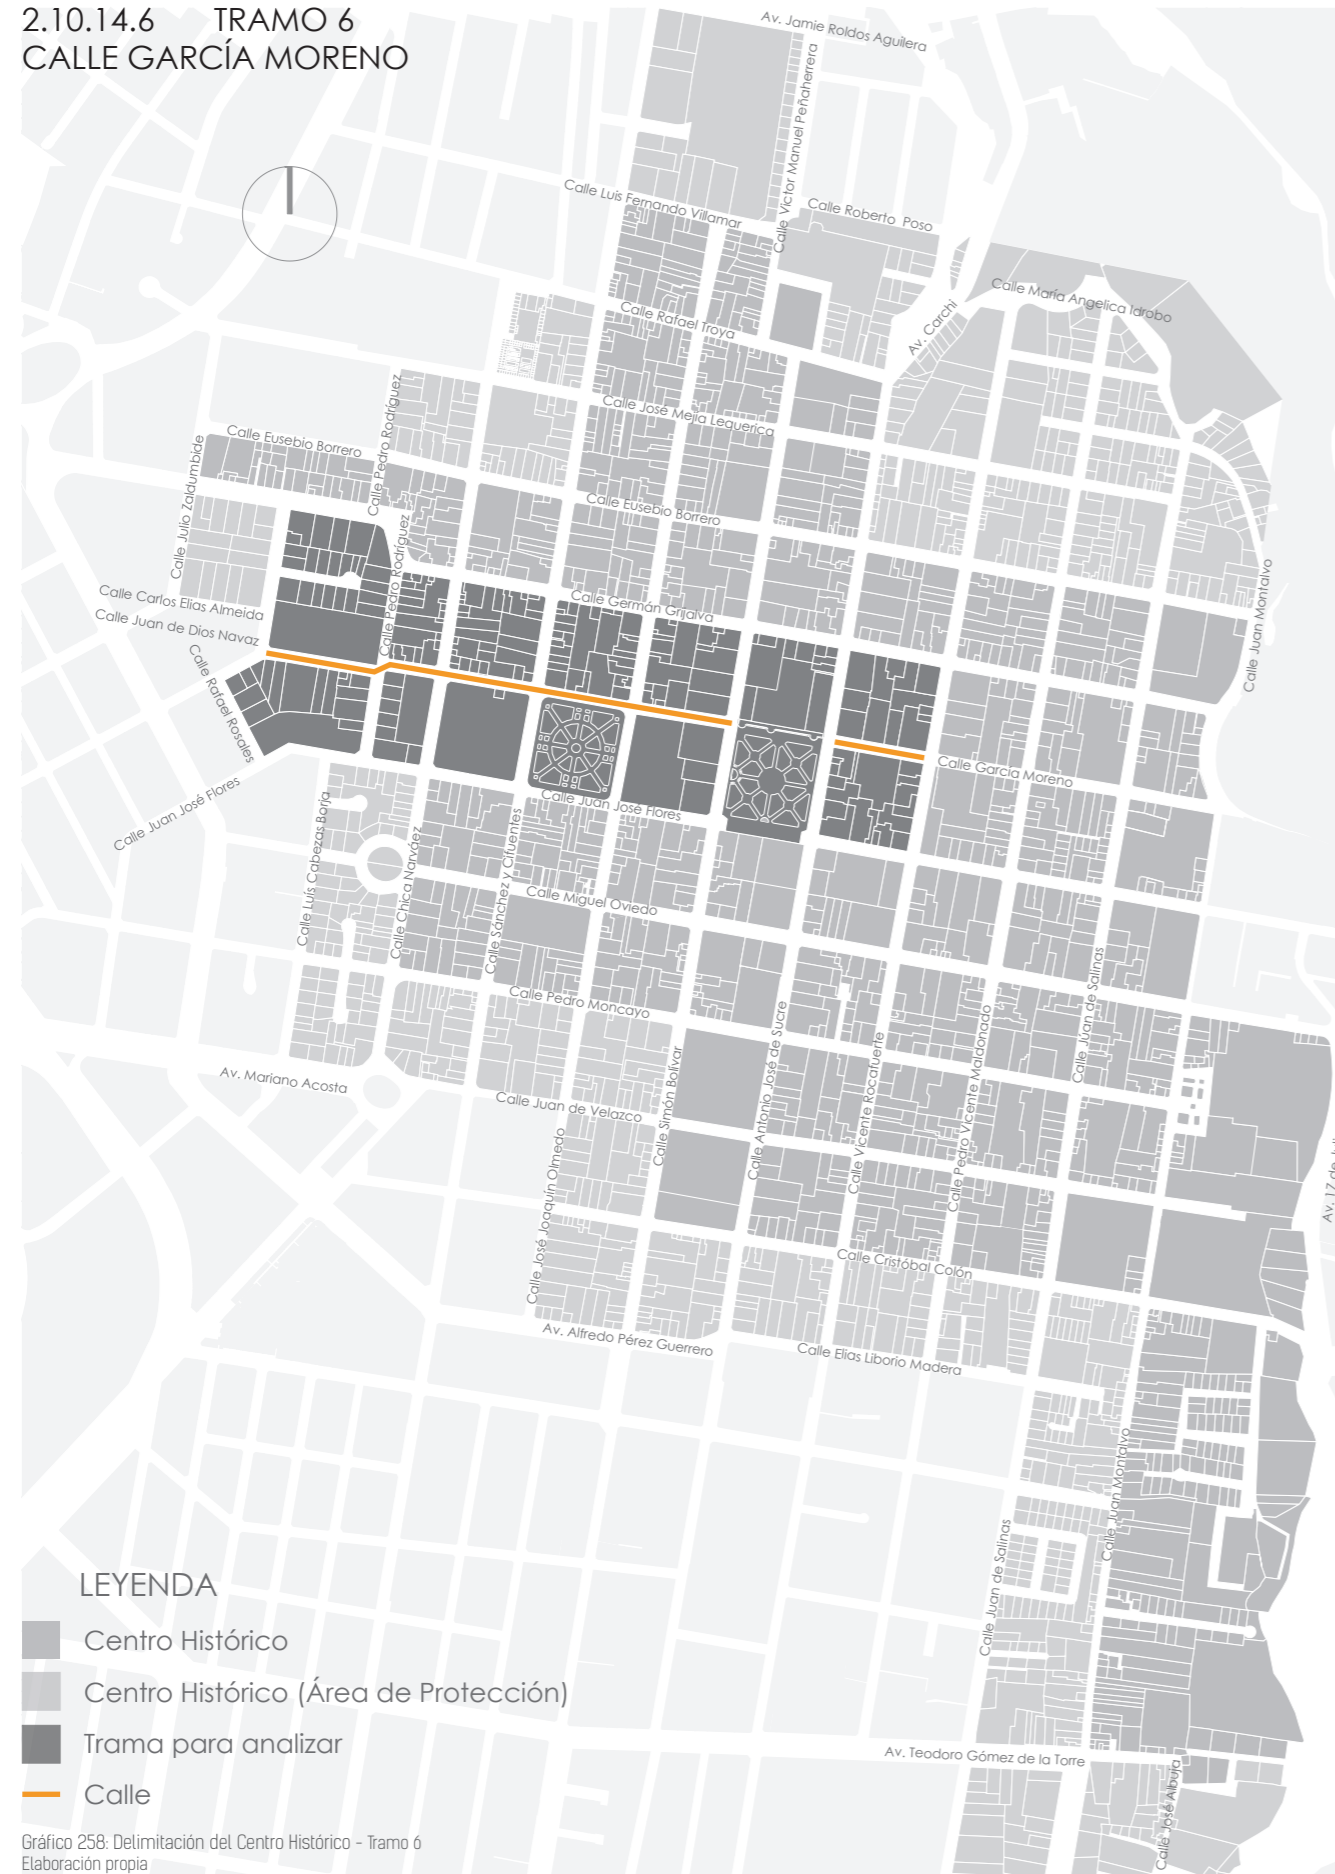 2.10.14.6 TRAMO 6
CALLE GARCÍA MORENO
Av. Jamie Roldos Aguilera
Calle Victor Manuel Peñaherrera
Calle Luis Fernando Villamar
Calle Roberto Poso
Calle María Angelica Idrobo
Av. Carchi
Calle Rafael Troya
Calle José Mejia Lequerica
Calle Pedro Rodríguez
Calle Eusebio Borrero
Calle Julio Zaldumbide
Calle Eusebio Borrero
Calle Pedro Rodríguez
Calle Germán Grijalva
Calle Juan Montalvo
Calle Carlos Elias Almeida
Calle Juan de Dios Navaz
Calle Rafael Rosales
Calle García Moreno
Calle Juan José Flores
Calle Juan José Flores
Calle Luís Cabezas Borja
Calle Chica Narváez
Calle Sánchez y Cifuentes
Calle Miguel Oviedo
Calle Pedro Moncayo
Calle Júan de Salinas
Calle Antonio José de Sucre
Calle Vicente Rocafuerte
Calle Pedro Vicente Maldonado
Calle Simón Bolívar
Av. Mariano Acosta
Calle Juan de Velazco
Calle José Joaquín Olmedo
Av. 17 de
Calle Cristóbal Colón
Av. Alfredo Pérez Guerrero
Calle Elias Liborio Madera
Calle Juan Montalvo
Calle Juan de Salinas
LEYENDA
Centro Histórico
Centro Histórico (Área de Protección)
Trama para analizar
Calle
Av. Teodoro Gómez de la Torre
Calle José Albuja
Gráfico 258: Delimitación del Centro Histórico - Tramo 6
Elaboración propia